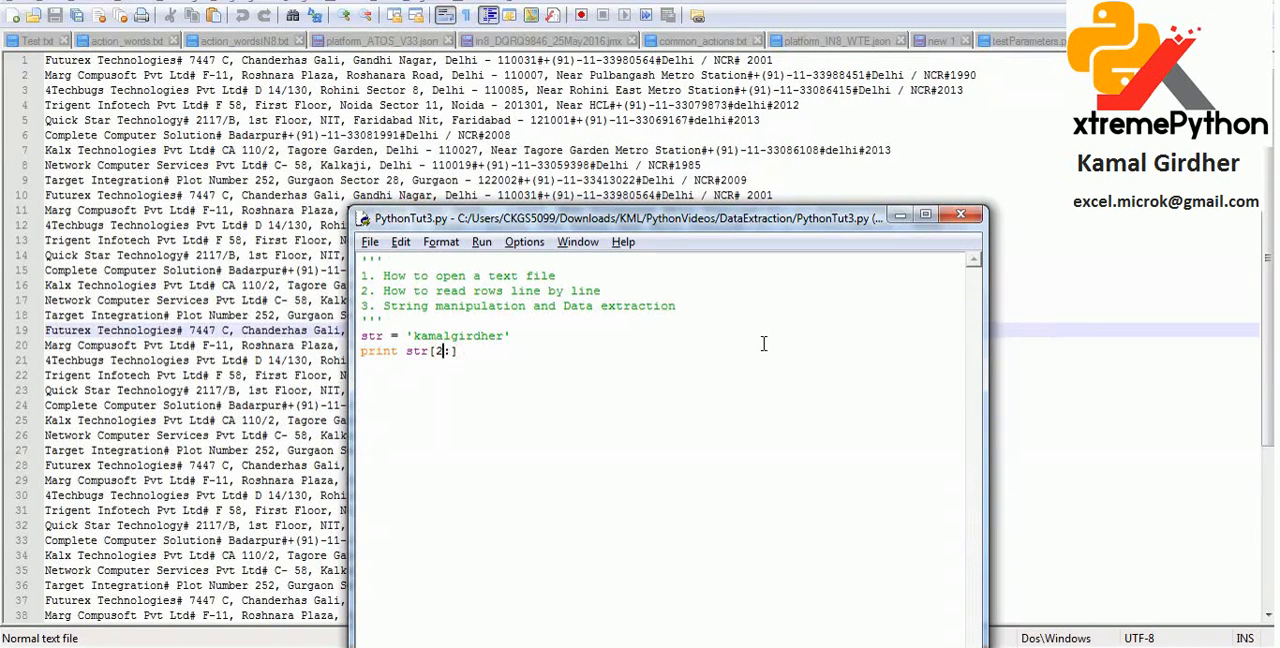 Test.txt action_words.txt action_wordsIN8.txt platform_ATOS_V33.json in8_DQRQ9846_25May2016.jmx common_actions.txt platform_IN8_WTE.json new 1 testParameters.p
1 Futurex Technologies# 7447 C, Chanderhas Gali, Gandhi Nagar, Delhi - 110031#+(91)-11-33980564#Delhi / NCR# 2001
2 Marg Compusoft Pvt Ltd# F-11, Roshnara Plaza, Roshanara Road, Delhi - 110007, Near Pulbangash Metro Station#+(91)-11-33988451#Delhi / NCR#1990
3 4Techbugs Technologies Pvt Ltd# D 14/130, Rohini Sector 8, Delhi - 110085, Near Rohini East Metro Station#+(91)-11-33086415#Delhi / NCR#2013
4 Trigent Infotech Pvt Ltd# F 58, First Floor, Noida Sector 11, Noida - 201301, Near HCL#+(91)-11-33079873#delhi#2012
5 Quick Star Technology# 2117/B, 1st Floor, NIT, Faridabad Nit, Faridabad - 121001#+(91)-11-33069167#delhi#2013
6 Complete Computer Solution# Badarpur#+(91)-11-33081991#Delhi / NCR#2008
7 Kalx Technologies Pvt Ltd# CA 110/2, Tagore Garden, Delhi - 110027, Near Tagore Garden Metro Station#+(91)-11-33086108#delhi#2013
8 Network Computer Services Pvt Ltd# C- 58, Kalkaji, Delhi - 110019#+(91)-11-33059398#Delhi / NCR#1985
9 Target Integration# Plot Number 252, Gurgaon Sector 28, Gurgaon - 122002#+(91)-11-33413022#Delhi / NCR#2009
10 Futurex Technologies# 7447 C, Chanderhas Gali, Gandhi Nagar, Delhi - 110031#+(91)-11-33980564#Delhi / NCR# 2001
11 Marg Compusoft Pvt Ltd# F-11, Roshnara Plaza,
12 4Techbugs Technologies Pvt Ltd# D 14/130, Rohi
13 Trigent Infotech Pvt Ltd# F 58, First Floor,
14 Quick Star Technology# 2117/B, 1st Floor, NIT,
15 Complete Computer Solution# Badarpur#+(91)-11-
16 Kalx Technologies Pvt Ltd# CA 110/2, Tagore Ga
17 Network Computer Services Pvt Ltd# C- 58, Kalk
18 Target Integration# Plot Number 252, Gurgaon S
19 Futurex Technologies# 7447 C, Chanderhas Gali,
20 Marg Compusoft Pvt Ltd# F-11, Roshnara Plaza,
21 4Techbugs Technologies Pvt Ltd# D 14/130, Rohi
22 Trigent Infotech Pvt Ltd# F 58, First Floor,
23 Quick Star Technology# 2117/B, 1st Floor, NIT,
24 Complete Computer Solution# Badarpur#+(91)-11-
25 Kalx Technologies Pvt Ltd# CA 110/2, Tagore Ga
26 Network Computer Services Pvt Ltd# C- 58, Kalk
27 Target Integration# Plot Number 252, Gurgaon S
28 Futurex Technologies# 7447 C, Chanderhas Gali,
29 Marg Compusoft Pvt Ltd# F-11, Roshnara Plaza,
30 4Techbugs Technologies Pvt Ltd# D 14/130, Rohi
31 Trigent Infotech Pvt Ltd# F 58, First Floor,
32 Quick Star Technology# 2117/B, 1st Floor, NIT,
33 Complete Computer Solution# Badarpur#+(91)-11-
34 Kalx Technologies Pvt Ltd# CA 110/2, Tagore Ga
35 Network Computer Services Pvt Ltd# C- 58, Kalk
36 Target Integration# Plot Number 252, Gurgaon S
37 Futurex Technologies# 7447 C, Chanderhas Gali,
38 Marg Compusoft Pvt Ltd# F-11, Roshnara Plaza,
PythonTut3.py - C:/Users/CKGS5099/Downloads/KML/PythonVideos/DataExtraction/PythonTut3.py (...
File Edit Format Run Options Window Help
'''
1. How to open a text file
2. How to read rows line by line
3. String manipulation and Data extraction
'''
str = 'kamalgirdher'
print str[2:]
xtremePython
Kamal Girdher
excel.microk@gmail.com
Normal text file Dos\Windows UTF-8 INS